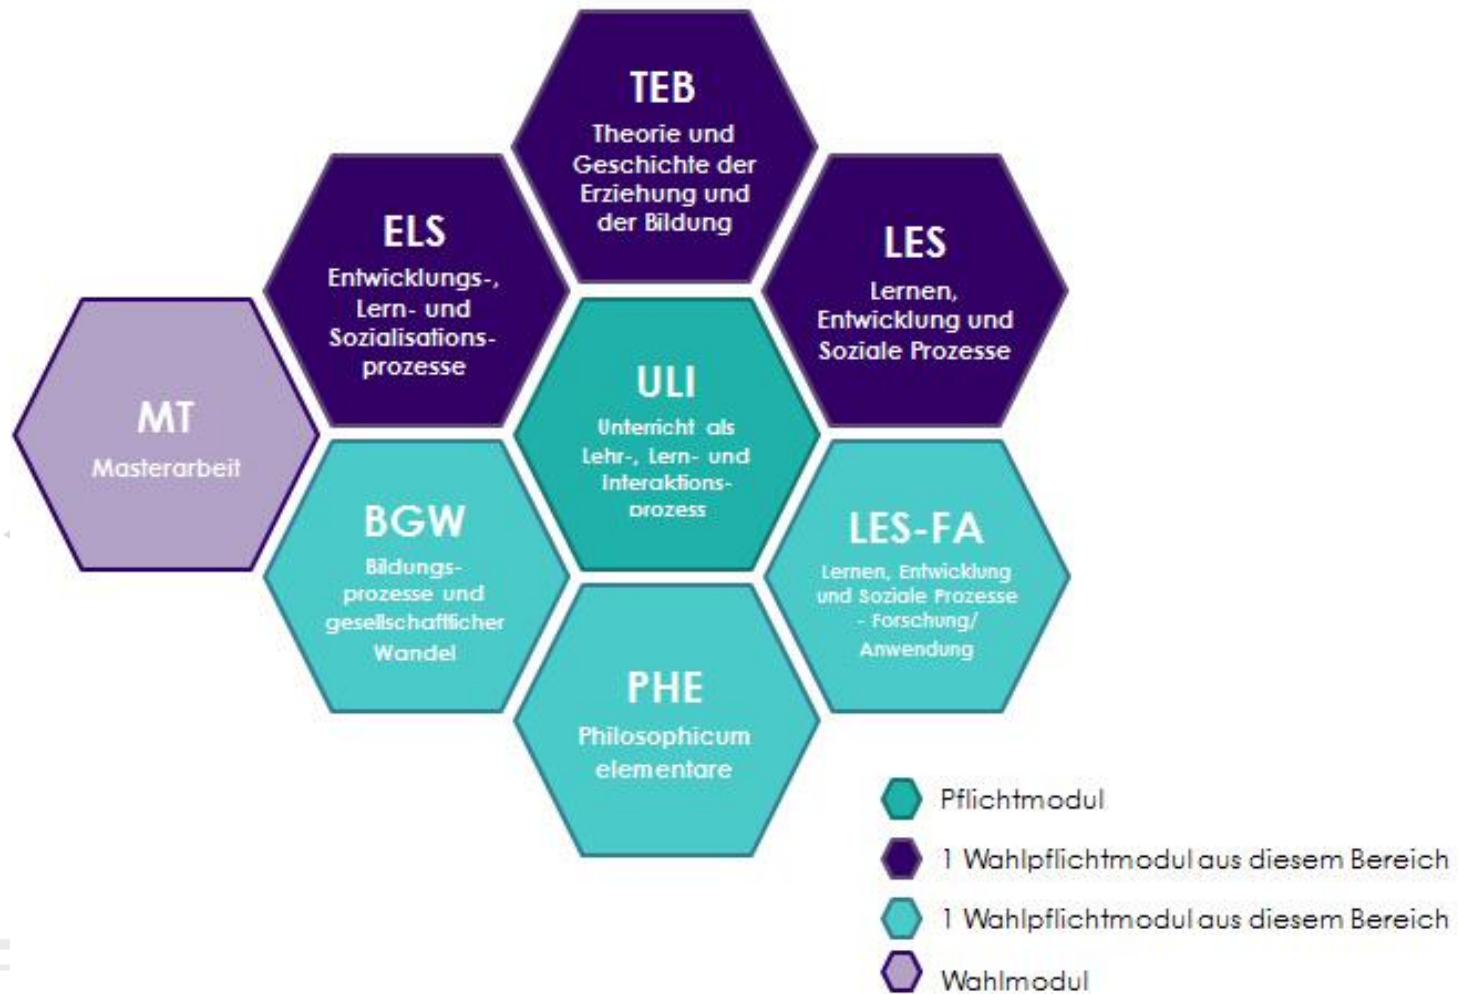 TEB
Theorie und
Geschichte der
Erziehung und
der Bildung
ELS
Entwicklungs-,
Lern- und
Sozialisations-
prozesse
LES
Lernen,
Entwicklung und
Soziale Prozesse
MT
Masterarbeit
ULI
Unterricht als
Lehr-, Lern- und
Interaktions-
prozess
BGW
Bildungs-
prozesse und
gesellschaftlicher
Wandel
LES-FA
Lernen, Entwicklung
und Soziale Prozesse
- Forschung/
Anwendung
PHE
Philosophicum
elementare
Pflichtmodul
1 Wahlpflichtmodul aus diesem Bereich
1 Wahlpflichtmodul aus diesem Bereich
Wahlmodul